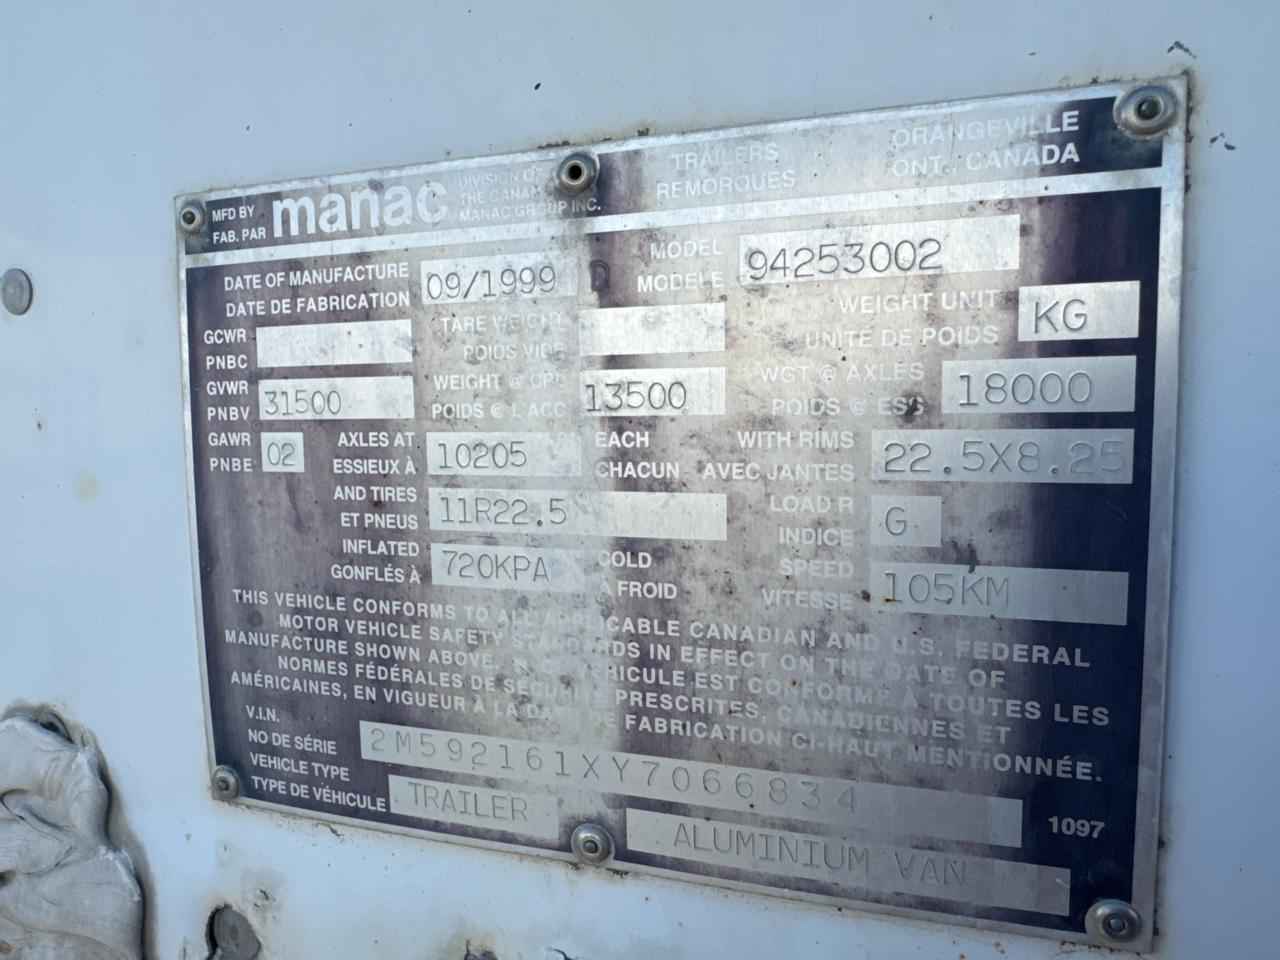 MFD BY
FAB. PAR
manac
DIVISION OF
THE CANAM
MANAC GROUP INC.
TRAILERS
REMORQUES
ORANGEVILLE
ONT., CANADA
DATE OF MANUFACTURE
DATE DE FABRICATION
09/1999
D
MODEL
MODELE
94253002
GCWR
PNBC
TARE WEIGHT
POIDS VIDE
WEIGHT UNIT
UNITÉ DE POIDS
KG
GVWR
PNBV
31500
WEIGHT @
POIDS @ L ACC
13500
WGT @ AXLES
POIDS @ ESS
18000
GAWR
PNBE
02
AXLES AT
ESSIEUX À
10205
EACH
CHACUN
WITH RIMS
AVEC JANTES
22.5X8.25
AND TIRES
ET PNEUS
11R22.5
LOAD R
INDICE
G
INFLATED
GONFLÉS À
720KPA
COLD
À FROID
SPEED
VITESSE
105KM
THIS VEHICLE CONFORMS TO ALL APPLICABLE CANADIAN AND U.S. FEDERAL
MOTOR VEHICLE SAFETY STANDARDS IN EFFECT ON THE DATE OF
MANUFACTURE SHOWN ABOVE. VÉHICULE EST CONFORME À TOUTES LES
NORMES FÉDÉRALES DE SÉCURITÉ PRESCRITES, CANADIENNES ET
AMÉRICAINES, EN VIGUEUR À LA DATE DE FABRICATION CI-HAUT MENTIONNÉE.
V.I.N.
NO DE SÉRIE
2M592161XY7066834
VEHICLE TYPE
TYPE DE VÉHICULE
TRAILER
ALUMINIUM VAN
1097